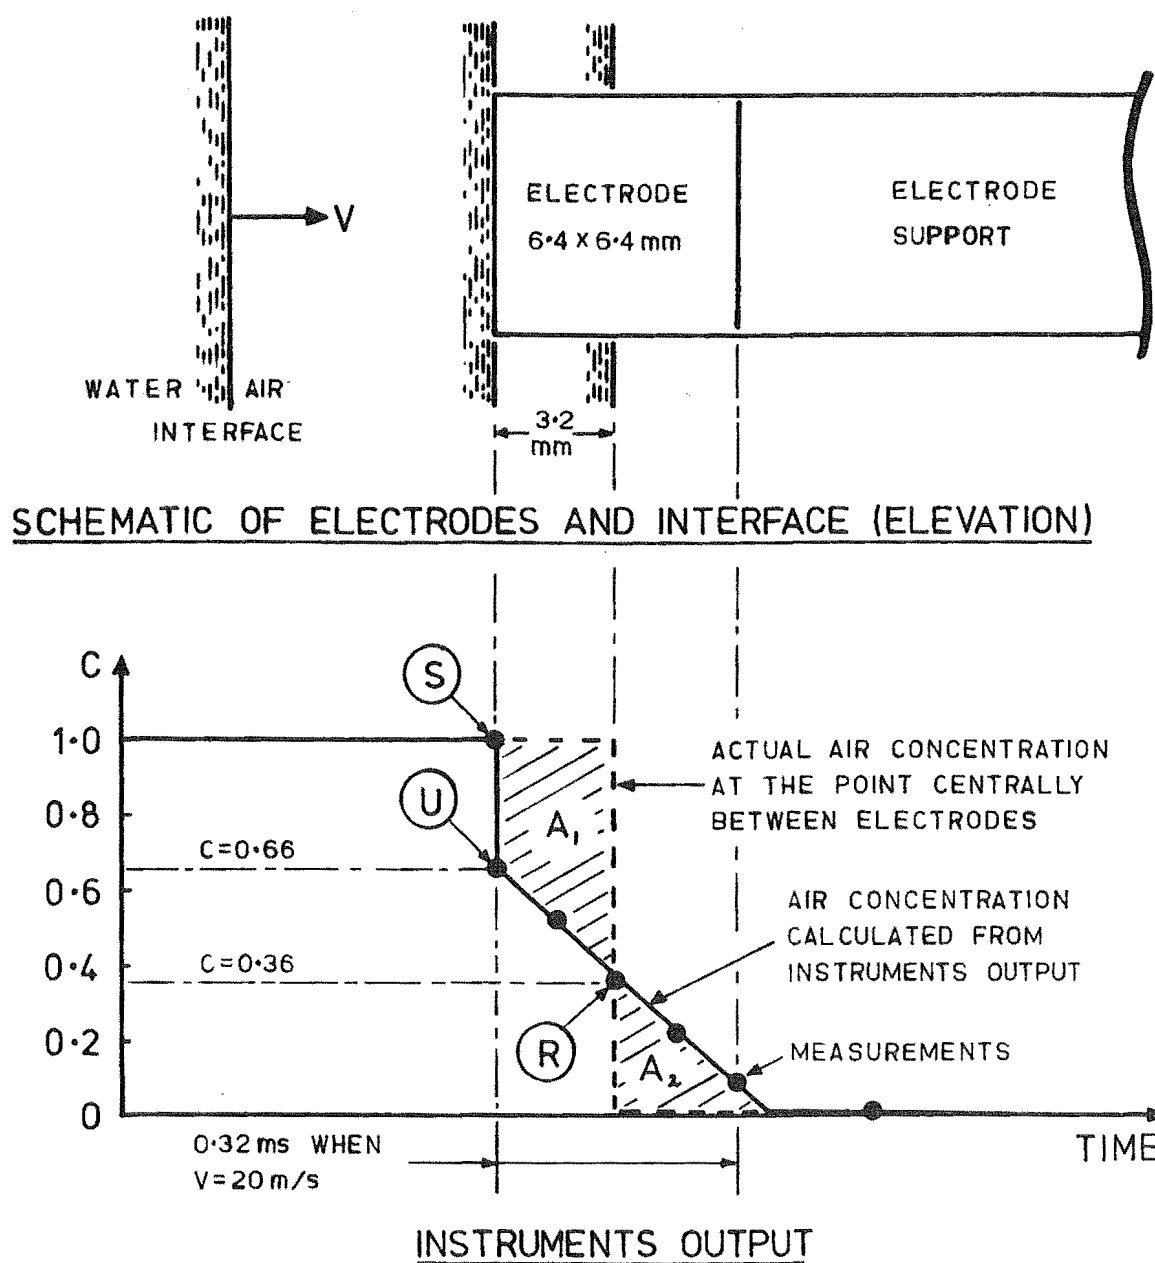 V
ELECTRODE
6·4 × 6·4 mm
ELECTRODE
SUPPORT
WATER AIR
INTERFACE
3·2
mm
SCHEMATIC OF ELECTRODES AND INTERFACE (ELEVATION)
C
S
1·0
ACTUAL AIR CONCENTRATION
AT THE POINT CENTRALLY
BETWEEN ELECTRODES
U
0·8
A₁
C=0·66
0·6
AIR CONCENTRATION
CALCULATED FROM
INSTRUMENTS OUTPUT
0·4
C=0·36
R
0·2
A₂
MEASUREMENTS
0
TIME
0·32 ms WHEN
V=20 m/s
INSTRUMENTS OUTPUT